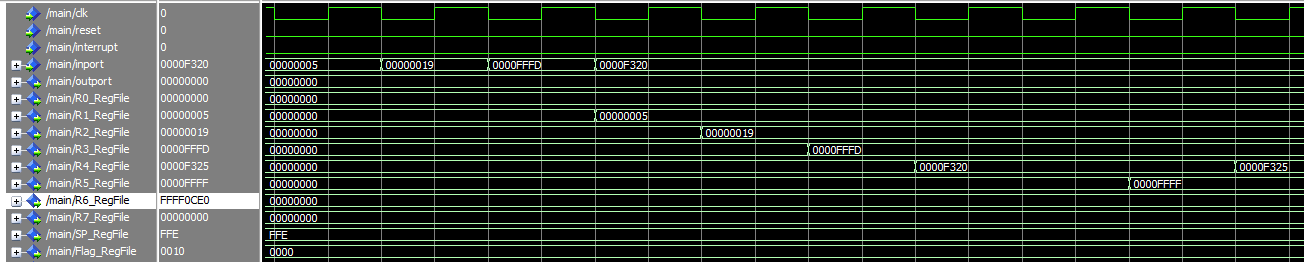 /main/clk 0
/main/reset 0
/main/interrupt 0
/main/inport 0000F320 00000005 00000019 0000FFFD 0000F320
/main/outport 00000000 00000000
/main/R0_RegFile 00000000 00000000
/main/R1_RegFile 00000005 00000000 00000005
/main/R2_RegFile 00000019 00000000 00000019
/main/R3_RegFile 0000FFFD 00000000 0000FFFD
/main/R4_RegFile 0000F325 00000000 0000F320 0000F325
/main/R5_RegFile 0000FFFF 00000000 0000FFFF
/main/R6_RegFile FFFF0CE0 00000000
/main/R7_RegFile 00000000 00000000
/main/SP_RegFile FFE FFE
/main/Flag_RegFile 0010 0000